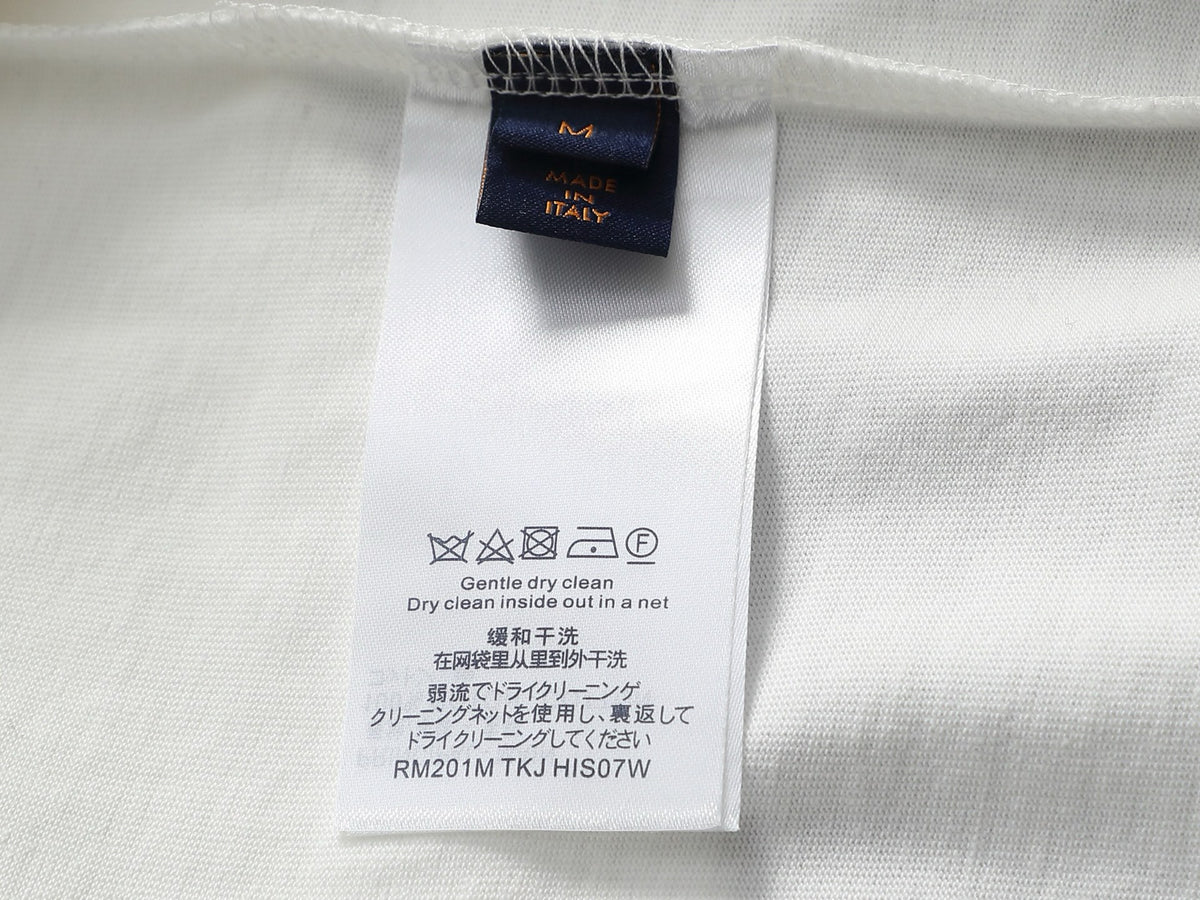 M
MADE
IN
ITALY
F
Gentle dry clean
Dry clean inside out in a net
缓和干洗
在网袋里从里到外干洗
弱流でドライクリーニンゲ
クリーニングネットを使用し、裏返して
ドライクリーニングしてください
RM201M TKJ HIS07W